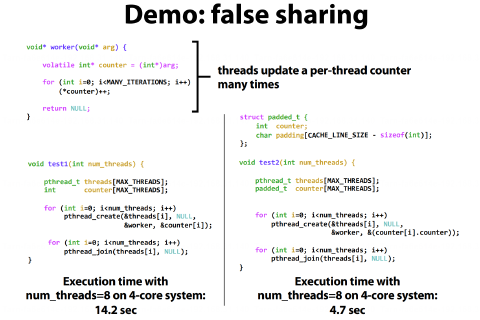 Demo: false sharing
void* worker(void* arg) {
volatile int* counter = (int*)arg;
for (int i=0; i<MANY_ITERATIONS; i++)
(*counter)++;
return NULL;
}
threads update a per-thread counter
many times
void test1(int num_threads) {
pthread_t threads[MAX_THREADS];
int counter[MAX_THREADS];
for (int i=0; i<num_threads; i++)
pthread_create(&threads[i], NULL,
&worker, &counter[i]);
for (int i=0; i<num_threads; i++)
pthread_join(threads[i], NULL);
}
Execution time with
num_threads=8 on 4-core system:
14.2 sec
struct padded_t {
int counter;
char padding[CACHE_LINE_SIZE - sizeof(int)];
};
void test2(int num_threads) {
pthread_t threads[MAX_THREADS];
padded_t counter[MAX_THREADS];
for (int i=0; i<num_threads; i++)
pthread_create(&threads[i], NULL,
&worker, &(counter[i].counter));
for (int i=0; i<num_threads; i++)
pthread_join(threads[i], NULL);
}
Execution time with
num_threads=8 on 4-core system:
4.7 sec